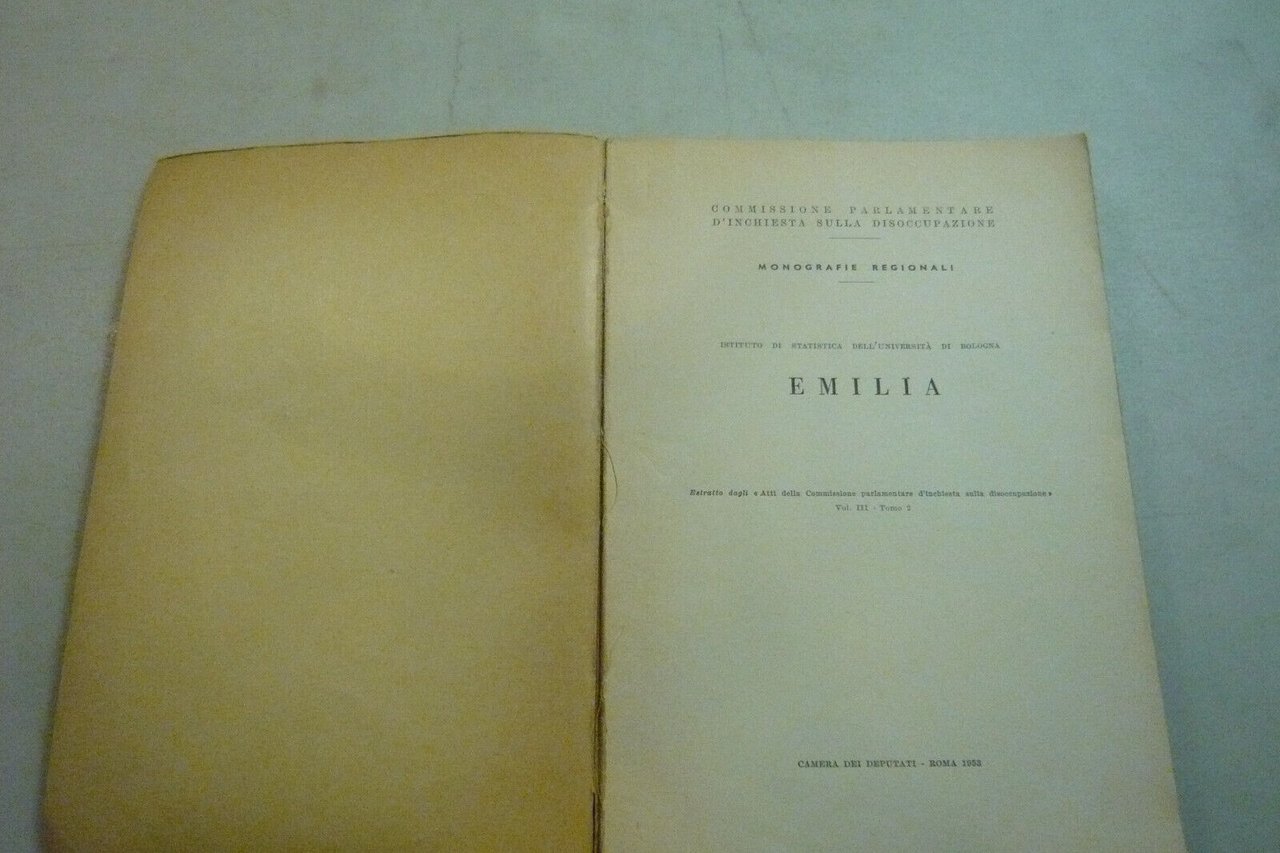 COMMISSIONE PARLAMENTARE
D'INCHIESTA SULLA DISOCCUPAZIONE
MONOGRAFIE REGIONALI
ISTITUTO DI STATISTICA DELL'UNIVERSITÀ DI BOLOGNA
EMILIA
Estratto dagli « Atti della Commissione parlamentare d'inchiesta sulla disoccupazione »
Vol. III - Tomo 2
CAMERA DEI DEPUTATI - ROMA 1953